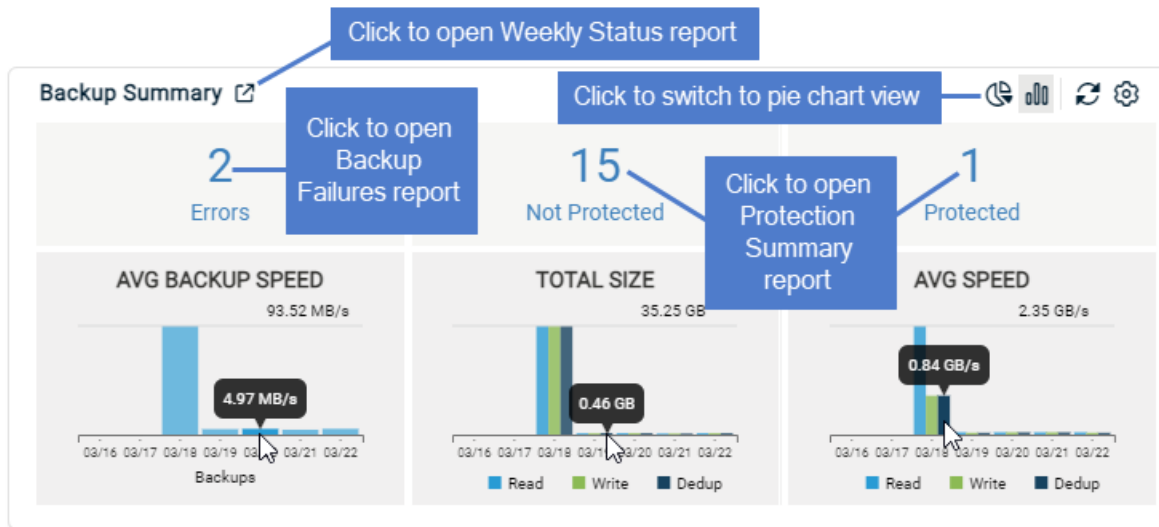 Click to open Weekly Status report
Backup Summary
Click to switch to pie chart view
Click to open
Backup
Failures report
2
Errors
15
Not Protected
Click to open
Protection
Summary
report
1
Protected
AVG BACKUP SPEED
93.52 MB/s
4.97 MB/s
03/16 03/17 03/18 03/19 03/21 03/22
Backups
TOTAL SIZE
35.25 GB
0.46 GB
03/16 03/17 03/18 03/20 03/21 03/22
Read Write Dedup
AVG SPEED
2.35 GB/s
0.84 GB/s
03/16 03/17 03/18 03/19 03/20 03/21 03/22
Read Write Dedup